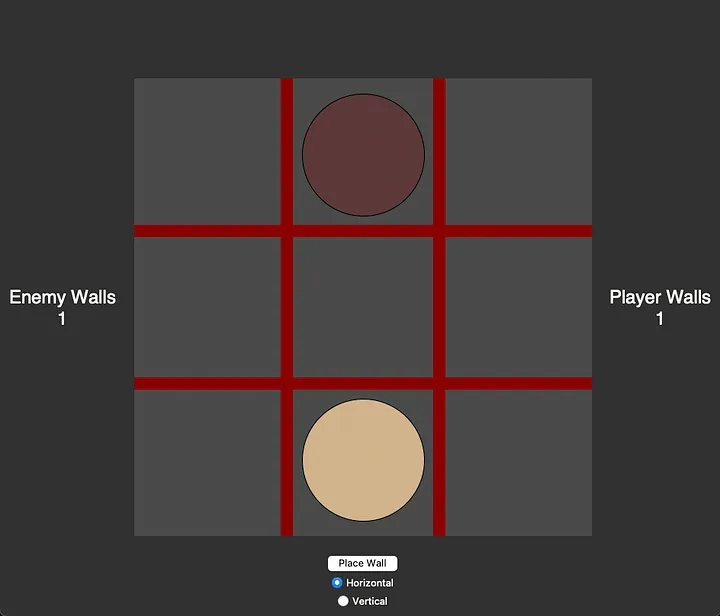 Enemy Walls
1
Player Walls
1
Place Wall
Horizontal
Vertical